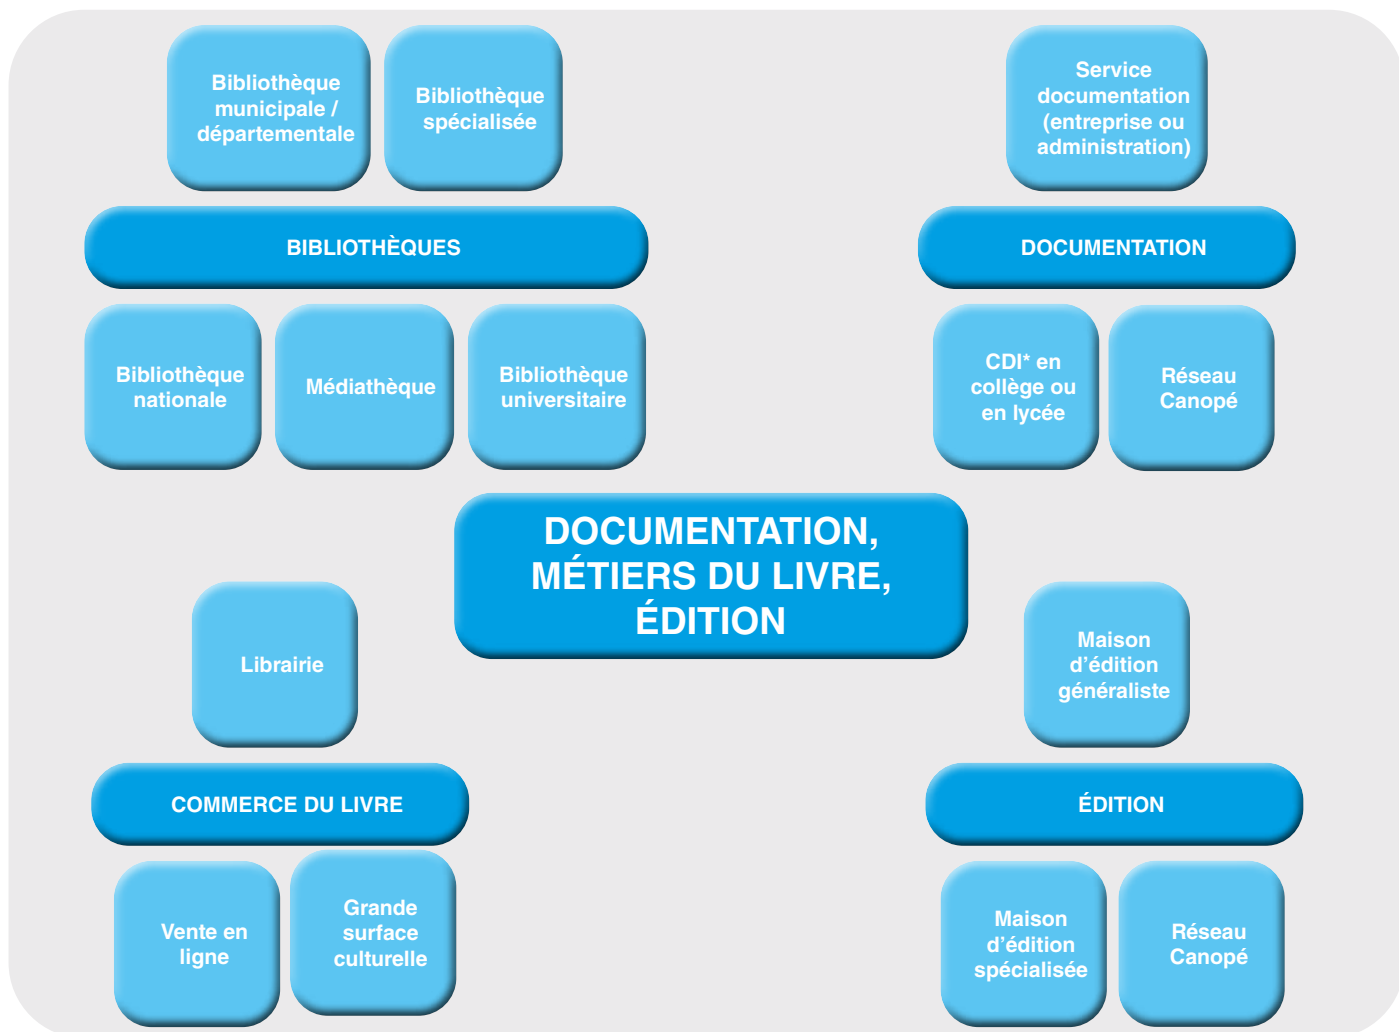 Bibliothèque
municipale /
départementale
Bibliothèque
spécialisée
BIBLIOTHÈQUES
Bibliothèque
nationale
Médiathèque
Bibliothèque
universitaire
Service
documentation
(entreprise ou
administration)
DOCUMENTATION
CDI* en
collège ou
en lycée
Réseau
Canopé
DOCUMENTATION,
MÉTIERS DU LIVRE,
ÉDITION
Librairie
COMMERCE DU LIVRE
Vente en
ligne
Grande
surface
culturelle
Maison
d’édition
généraliste
ÉDITION
Maison
d’édition
spécialisée
Réseau
Canopé